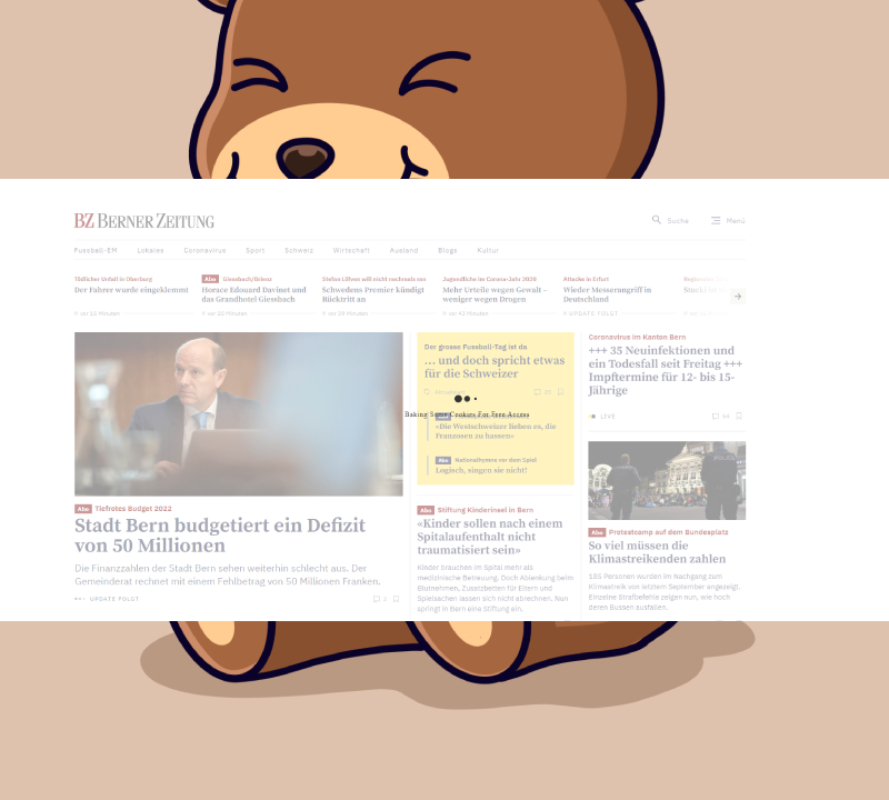 BZ BERNER ZEITUNG
Suche
Menü
Fussball-EM Lokales Coronavirus Sport Schweiz Wirtschaft Ausland Blogs Kultur
Tödlicher Unfall in Oberburg
Der Fahrer wurde eingeklemmt
vor 10 Minuten
Abo Giessbach/Brienz
Horace Edouard Davinet und
das Grandhotel Giessbach
vor 20 Minuten
Stefan Löfven will nicht nochmals ran
Schwedens Premier kündigt
Rücktritt an
vor 29 Minuten
Jugendliche im Corona-Jahr 2020
Mehr Urteile wegen Gewalt –
weniger wegen Drogen
vor 43 Minuten
Attacke in Erfurt
Wieder Messerangriff in
Deutschland
UPDATE FOLGT
Abo Tiefrotes Budget 2022
Stadt Bern budgetiert ein Defizit
von 50 Millionen
Die Finanzzahlen der Stadt Bern sehen weiterhin schlecht aus. Der
Gemeinderat rechnet mit einem Fehlbetrag von 50 Millionen Franken.
UPDATE FOLGT
Der grosse Fussball-Tag ist da
... und doch spricht etwas
für die Schweizer
Baking Some Cookies For Free Access
Abo
«Die Westschweizer lieben es, die
Franzosen zu hassen»
Abo Nationalhymne vor dem Spiel
Logisch, singen sie nicht!
Abo Stiftung Kinderinsel in Bern
«Kinder sollen nach einem
Spitalaufenthalt nicht
traumatisiert sein»
Kinder brauchen im Spital mehr als
medizinische Betreuung. Doch Ablenkung beim
Blutnehmen, Zusatzbetten für Eltern und
Spielsachen lassen sich nicht abrechnen. Nun
springt in Bern eine Stiftung ein.
Coronavirus im Kanton Bern
+++ 35 Neuinfektionen und
ein Todesfall seit Freitag +++
Impftermine für 12- bis 15-
Jährige
LIVE
Abo Protestcamp auf dem Bundesplatz
So viel müssen die
Klimastreikenden zahlen
185 Personen wurden im Nachgang zum
Klimastreik von letztem September angezeigt.
Einzelne Strafbefehle zeigen nun, wie hoch
deren Bussen ausfallen.